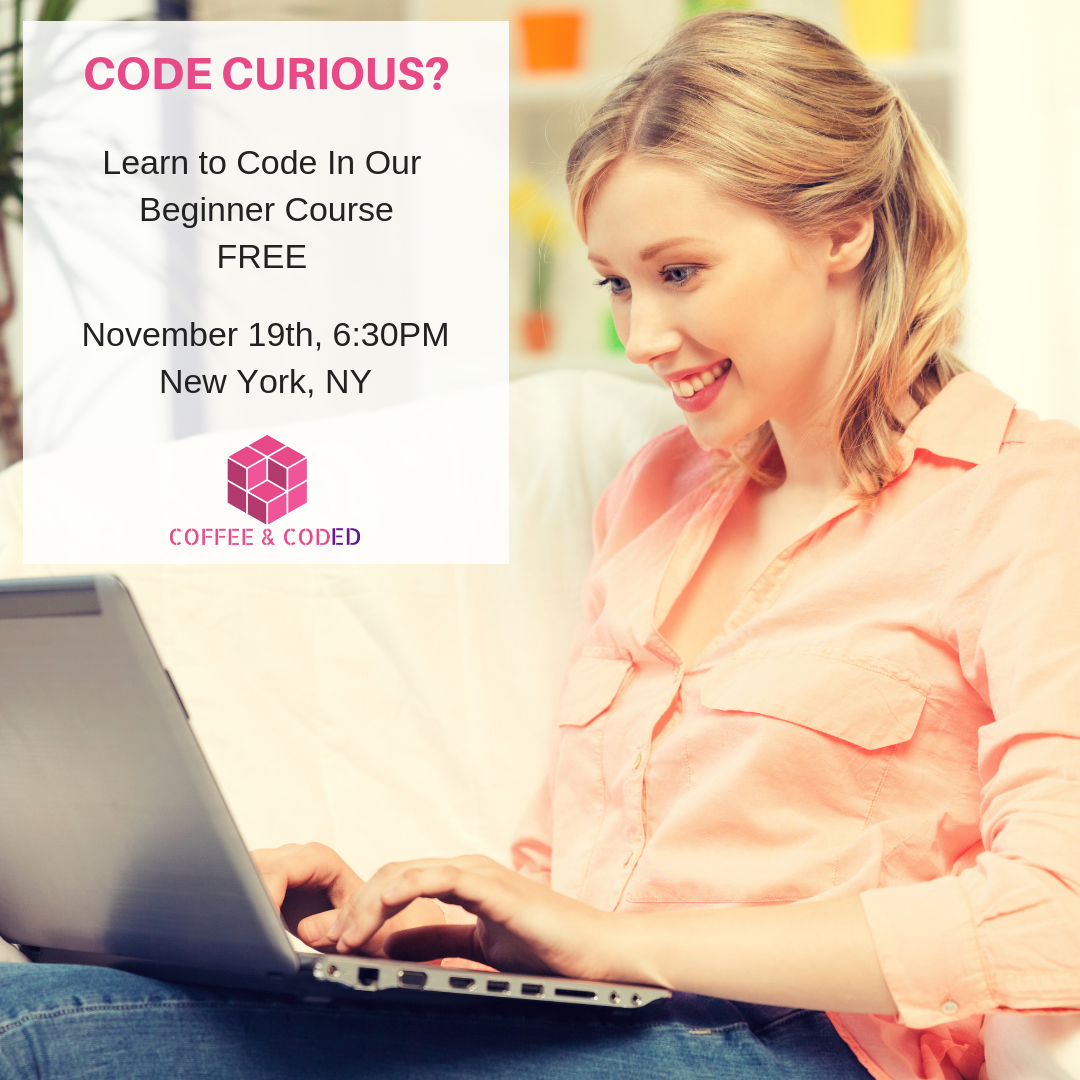 CODE CURIOUS?
Learn to Code In Our
Beginner Course
FREE
November 19th, 6:30PM
New York, NY
COFFEE & CODED